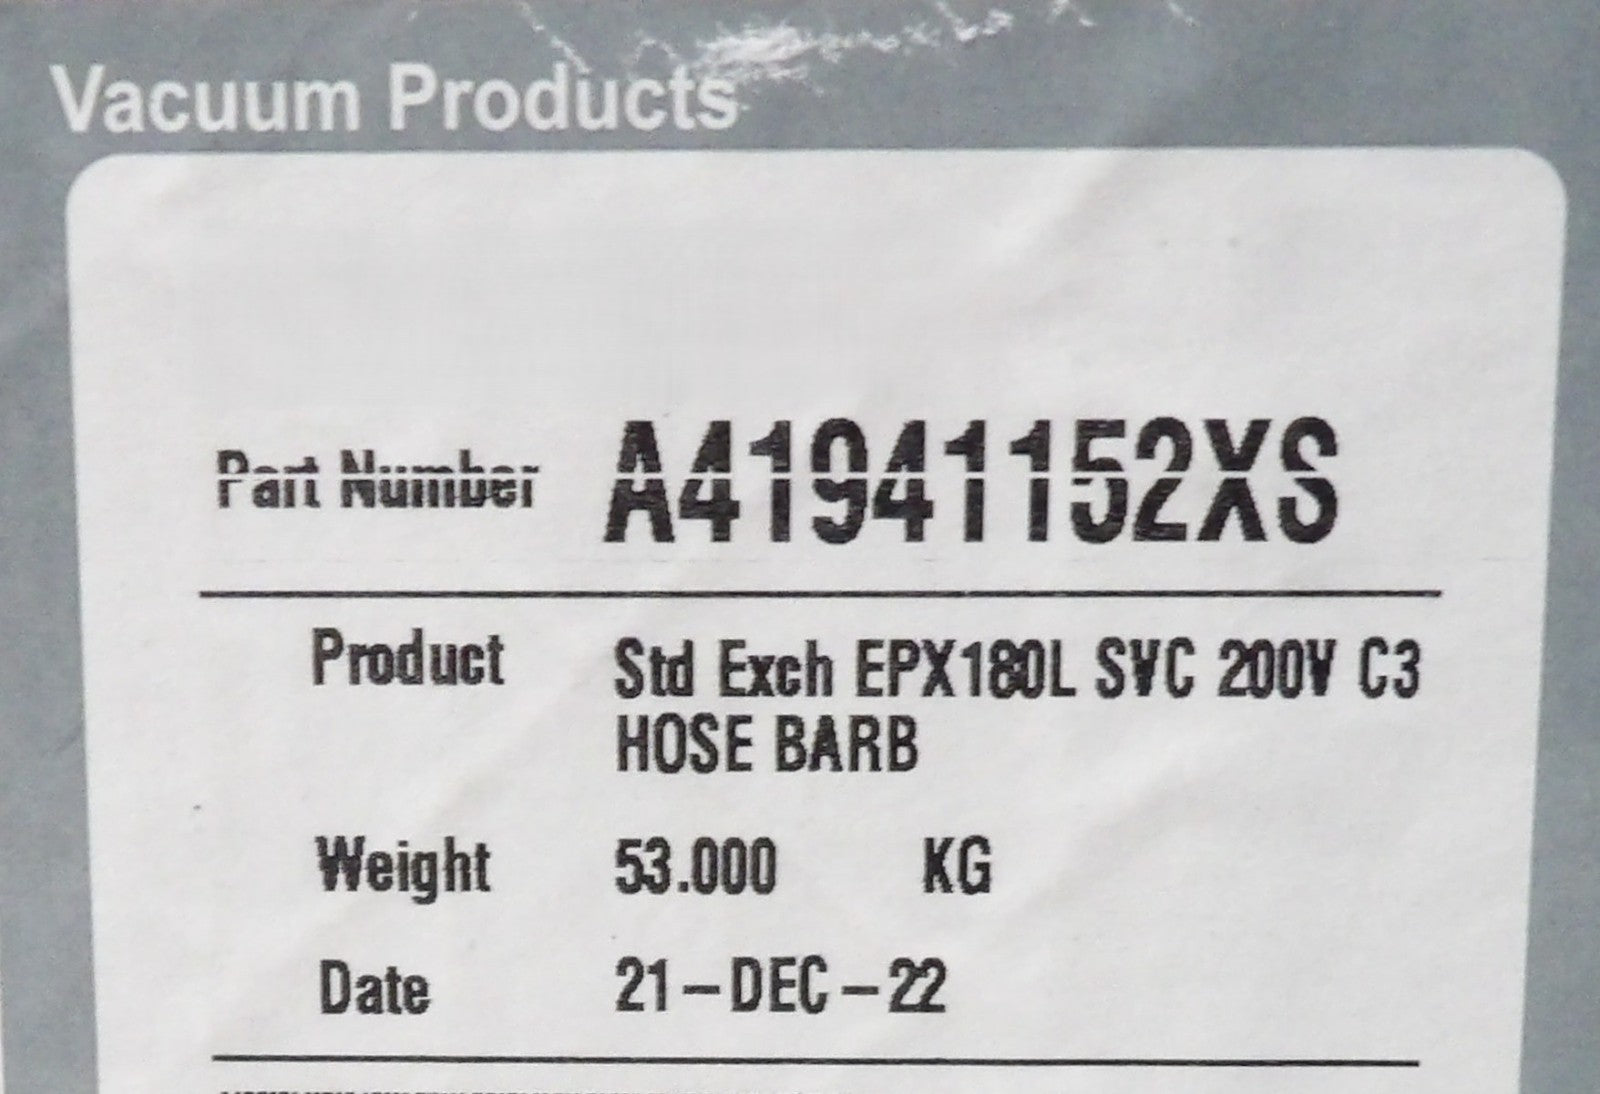 Vacuum Products
Part Number A41941152XS
Product Std Exch EPX180L SVC 200V C3
HOSE BARB
Weight 53.000 KG
Date 21-DEC-22